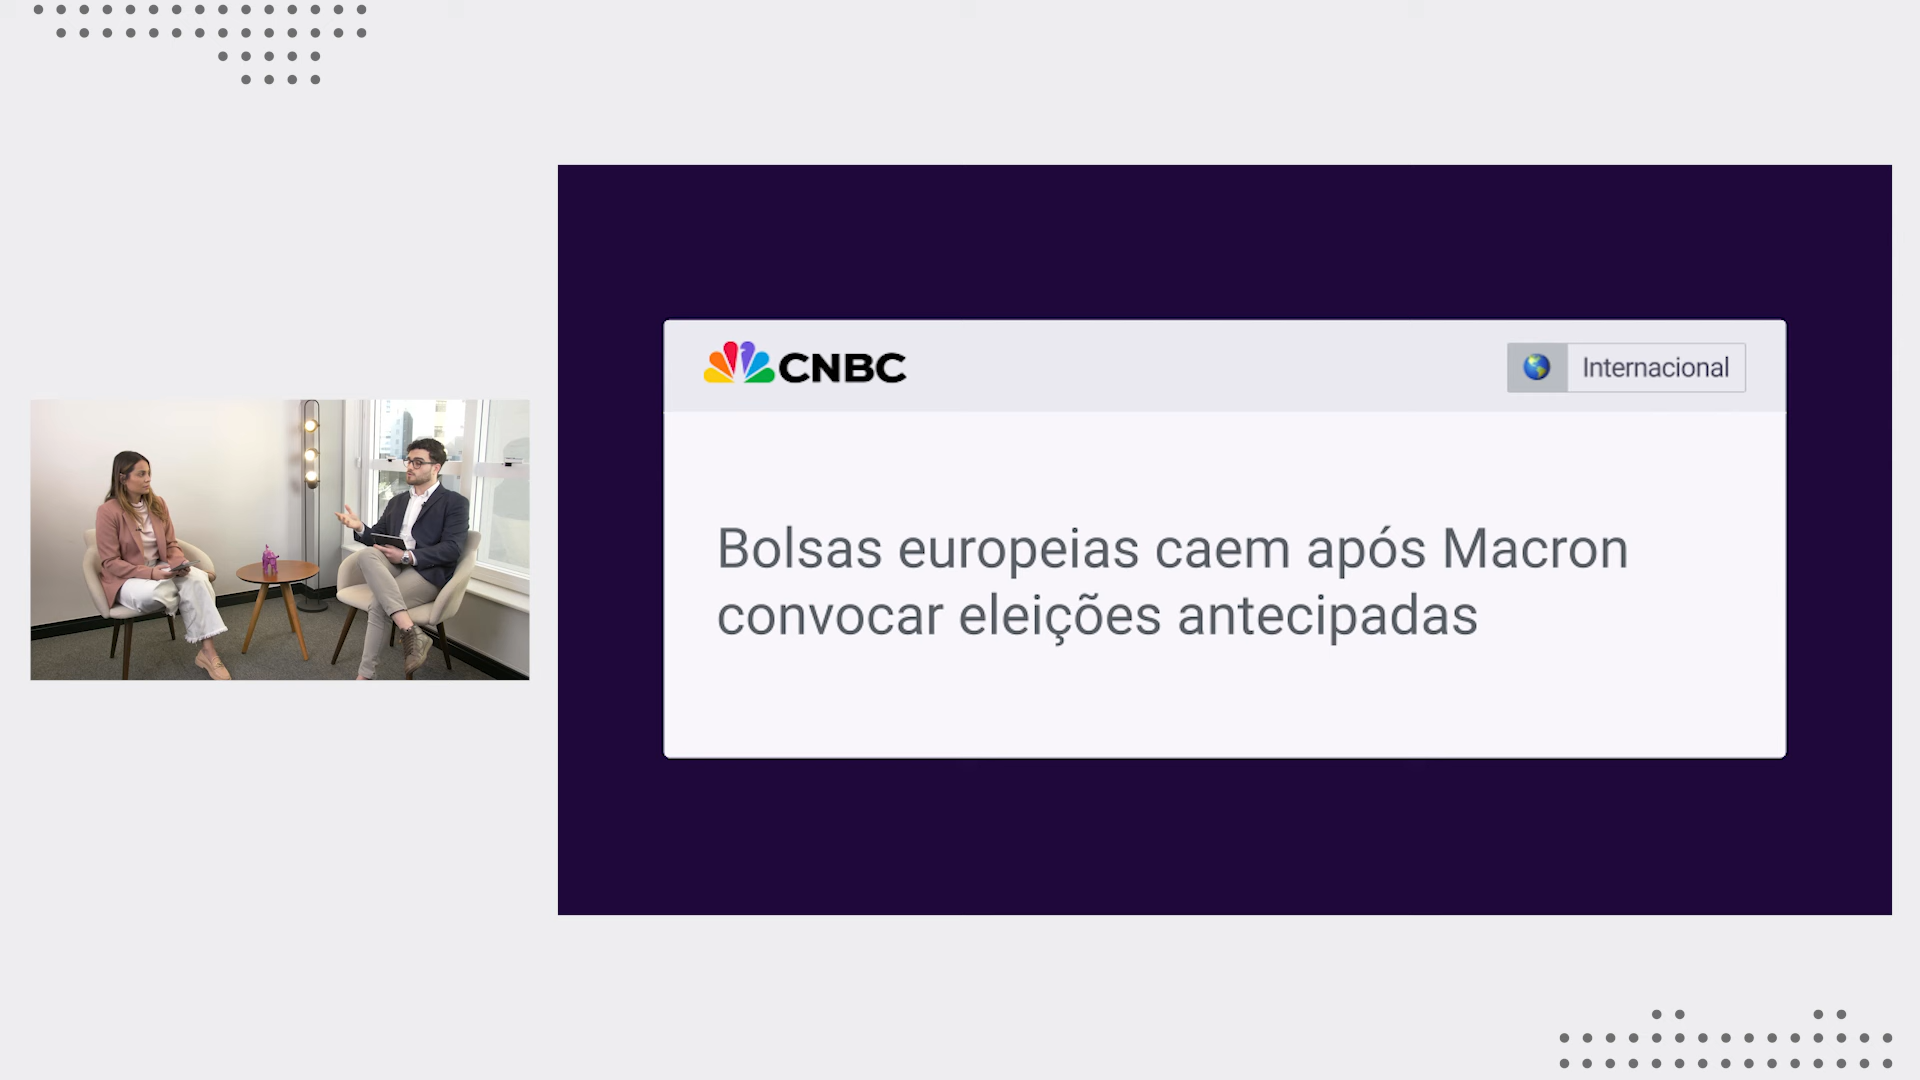 CNBC
Internacional
Bolsas europeias caem após Macron
convocar eleições antecipadas